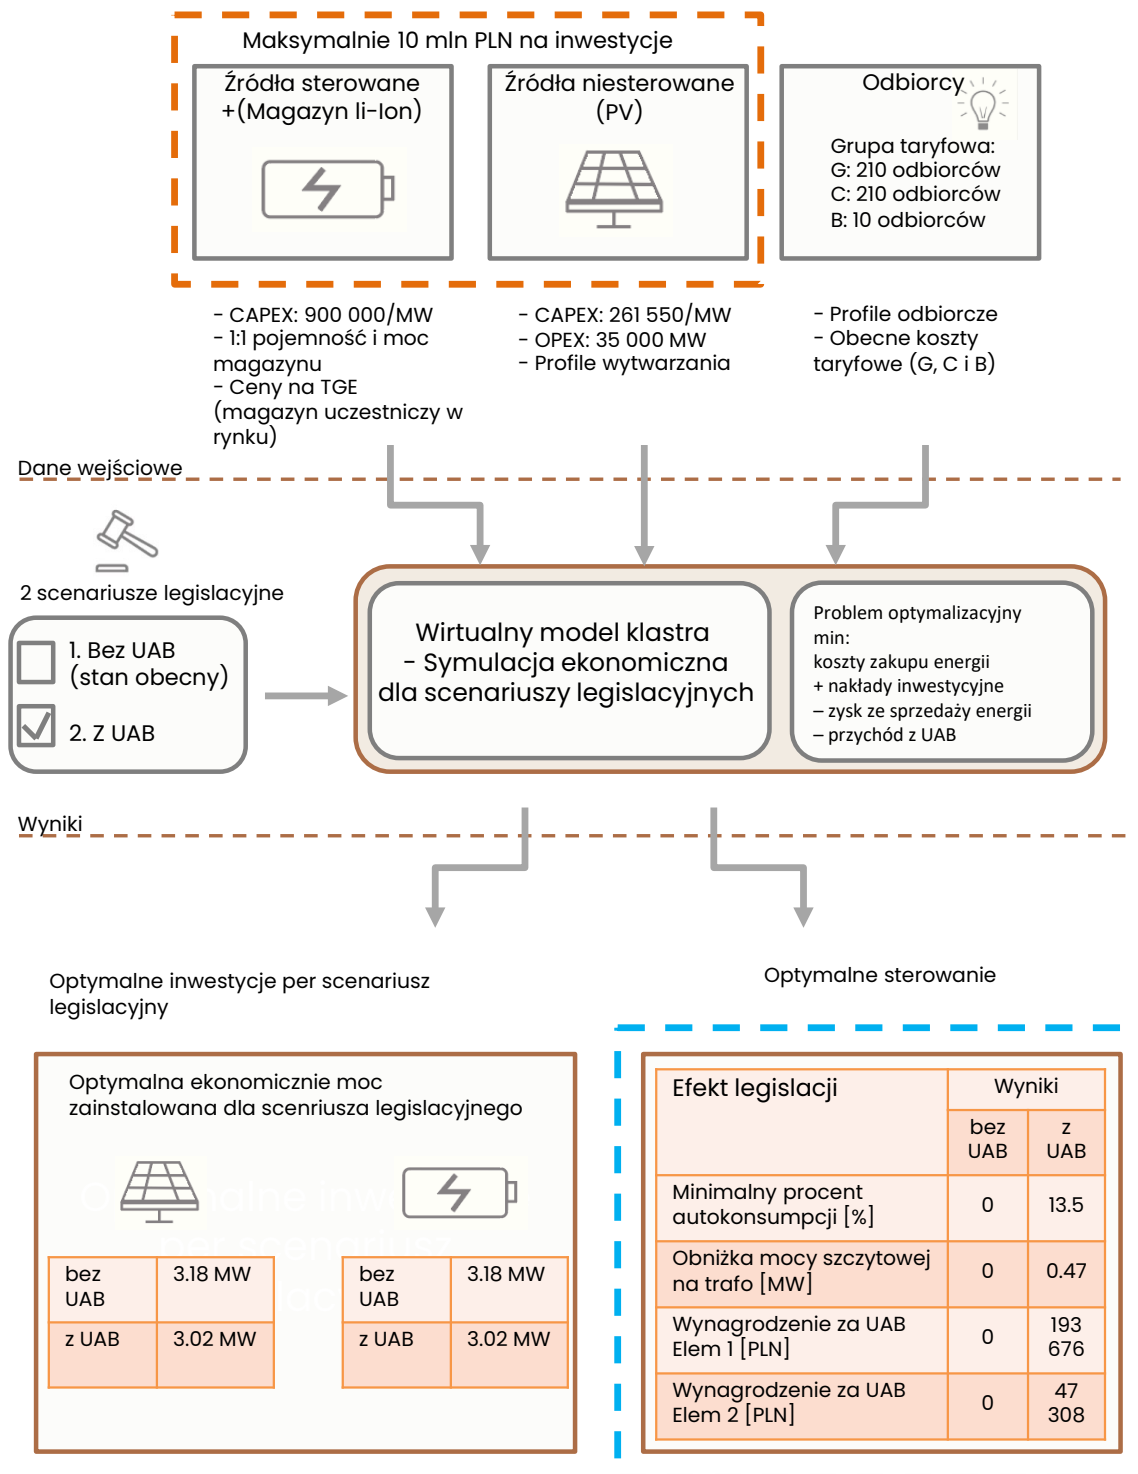 Maksymalnie 10 mln PLN na inwestycje
Źródła sterowane
+(Magazyn li-Ion)
Źródła niesterowane
(PV)
Odbiorcy
Grupa taryfowa:
G: 210 odbiorców
C: 210 odbiorców
B: 10 odbiorców
- CAPEX: 900 000/MW
- 1:1 pojemność i moc
magazynu
- Ceny na TGE
(magazyn uczestniczy w
rynku)
- CAPEX: 261 550/MW
- OPEX: 35 000 MW
- Profile wytwarzania
- Profile odbiorcze
- Obecne koszty
taryfowe (G, C i B)
Dane wejściowe
2 scenariusze legislacyjne
1. Bez UAB
(stan obecny)
2. Z UAB
Wirtualny model klastra
- Symulacja ekonomiczna
dla scenariuszy legislacyjnych
Problem optymalizacyjny
min:
koszty zakupu energii
+ nakłady inwestycyjne
– zysk ze sprzedaży energii
– przychód z UAB
Wyniki
Optymalne inwestycje per scenariusz
legislacyjny
Optymalna ekonomicznie moc
zainstalowana dla scenriusza legislacyjnego
bez
UAB
3.18 MW
z UAB
3.02 MW
bez
UAB
3.18 MW
z UAB
3.02 MW
Optymalne sterowanie
Efekt legislacji
Wyniki
bez
UAB
z
UAB
Minimalny procent
autokonsumpcji [%]
0
13.5
Obniżka mocy szczytowej
na trafo [MW]
0
0.47
Wynagrodzenie za UAB
Elem 1 [PLN]
0
193
676
Wynagrodzenie za UAB
Elem 2 [PLN]
0
47
308